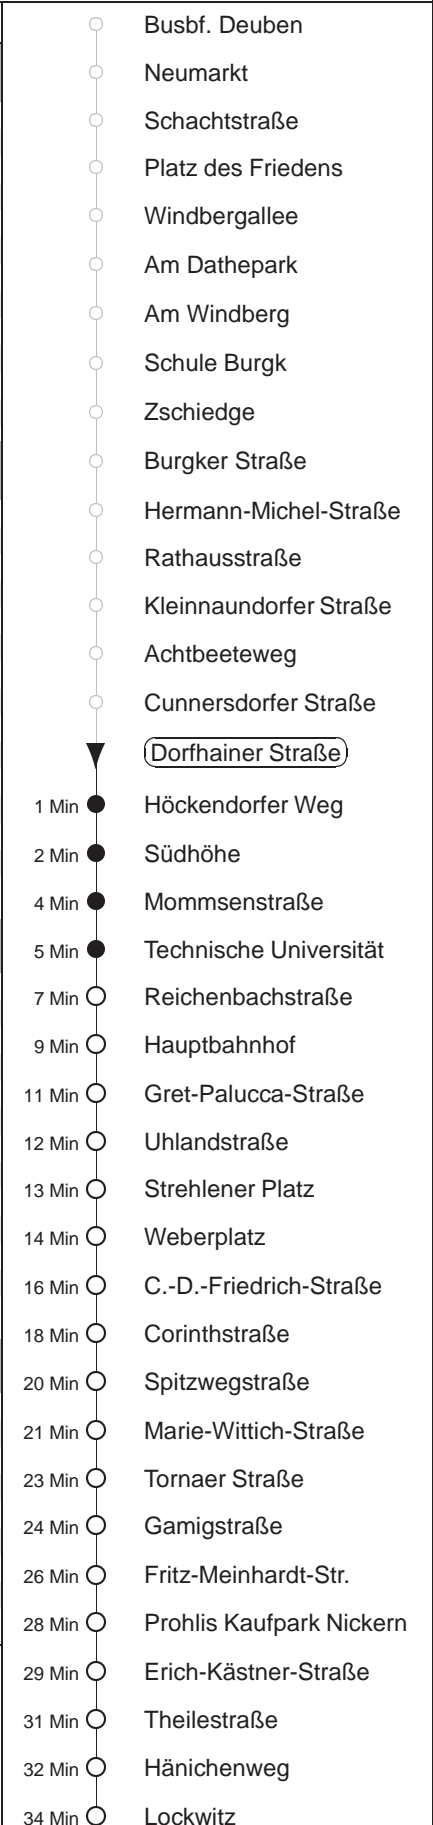 Busbf. Deuben
Neumarkt
Schachtstraße
Platz des Friedens
Windbergallee
Am Dathepark
Am Windberg
Schule Burgk
Zschiedge
Burgker Straße
Hermann-Michel-Straße
Rathausstraße
Kleinnaundorfer Straße
Achtbeeteweg
Cunnersdorfer Straße
Dorfhainer Straße
1 Min Höckendorfer Weg
2 Min Südhöhe
4 Min Mommsenstraße
5 Min Technische Universität
7 Min Reichenbachstraße
9 Min Hauptbahnhof
11 Min Gret-Palucca-Straße
12 Min Uhlandstraße
13 Min Strehlener Platz
14 Min Weberplatz
16 Min C.-D.-Friedrich-Straße
18 Min Corinthstraße
20 Min Spitzwegstraße
21 Min Marie-Wittich-Straße
23 Min Tornaer Straße
24 Min Gamigstraße
26 Min Fritz-Meinhardt-Str.
28 Min Prohlis Kaufpark Nickern
29 Min Erich-Kästner-Straße
31 Min Theilestraße
32 Min Hänichenweg
34 Min Lockwitz